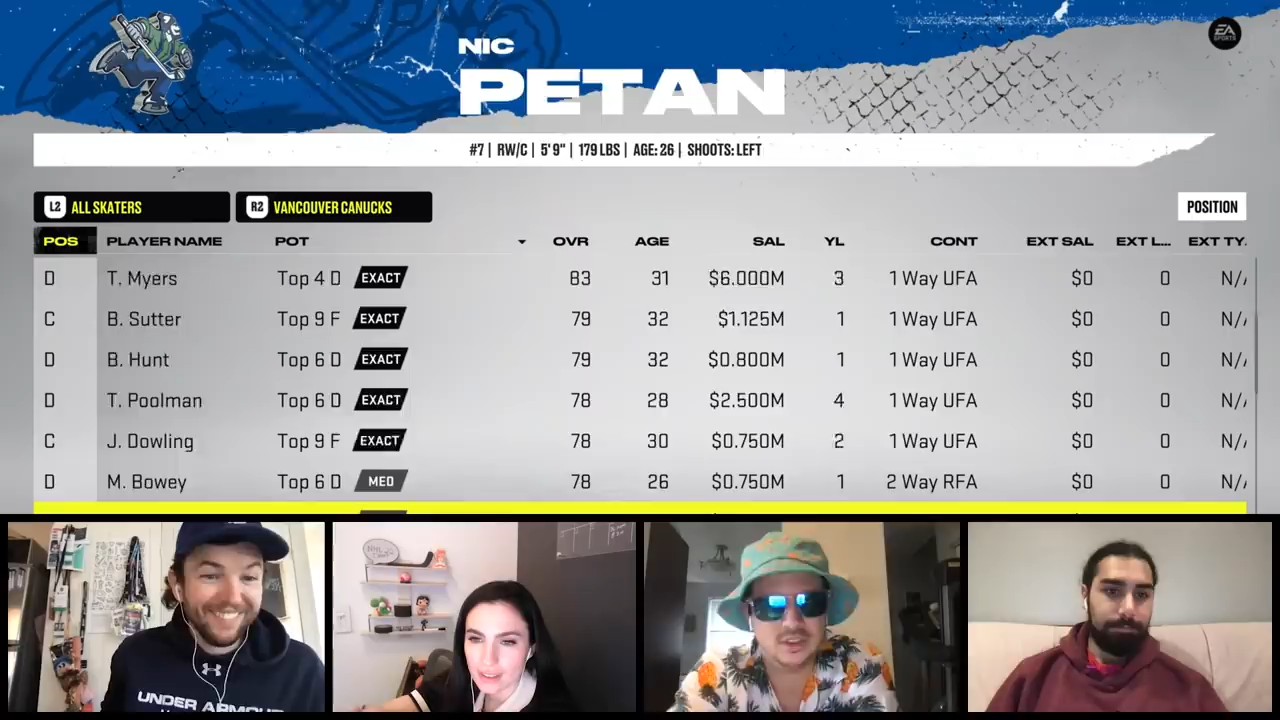 NIC
PETAN
EA
SPORTS
#7 | RW/C | 5' 9" | 179 LBS | AGE: 26 | SHOOTS: LEFT
L2 ALL SKATERS R2 VANCOUVER CANUCKS POSITION
POS PLAYER NAME POT OVR AGE SAL YL CONT EXT SAL EXT L... EXT TY.
D T. Myers Top 4 D EXACT 83 31 $6.000M 3 1 Way UFA $0 0 N/
C B. Sutter Top 9 F EXACT 79 32 $1.125M 1 1 Way UFA $0 0 N/
D B. Hunt Top 6 D EXACT 79 32 $0.800M 1 1 Way UFA $0 0 N/
D T. Poolman Top 6 D EXACT 78 28 $2.500M 4 1 Way UFA $0 0 N/
C J. Dowling Top 9 F EXACT 78 30 $0.750M 2 1 Way UFA $0 0 N/
D M. Bowey Top 6 D MED 78 26 $0.750M 1 2 Way RFA $0 0 N/
NHL
UNDER ARMOUR